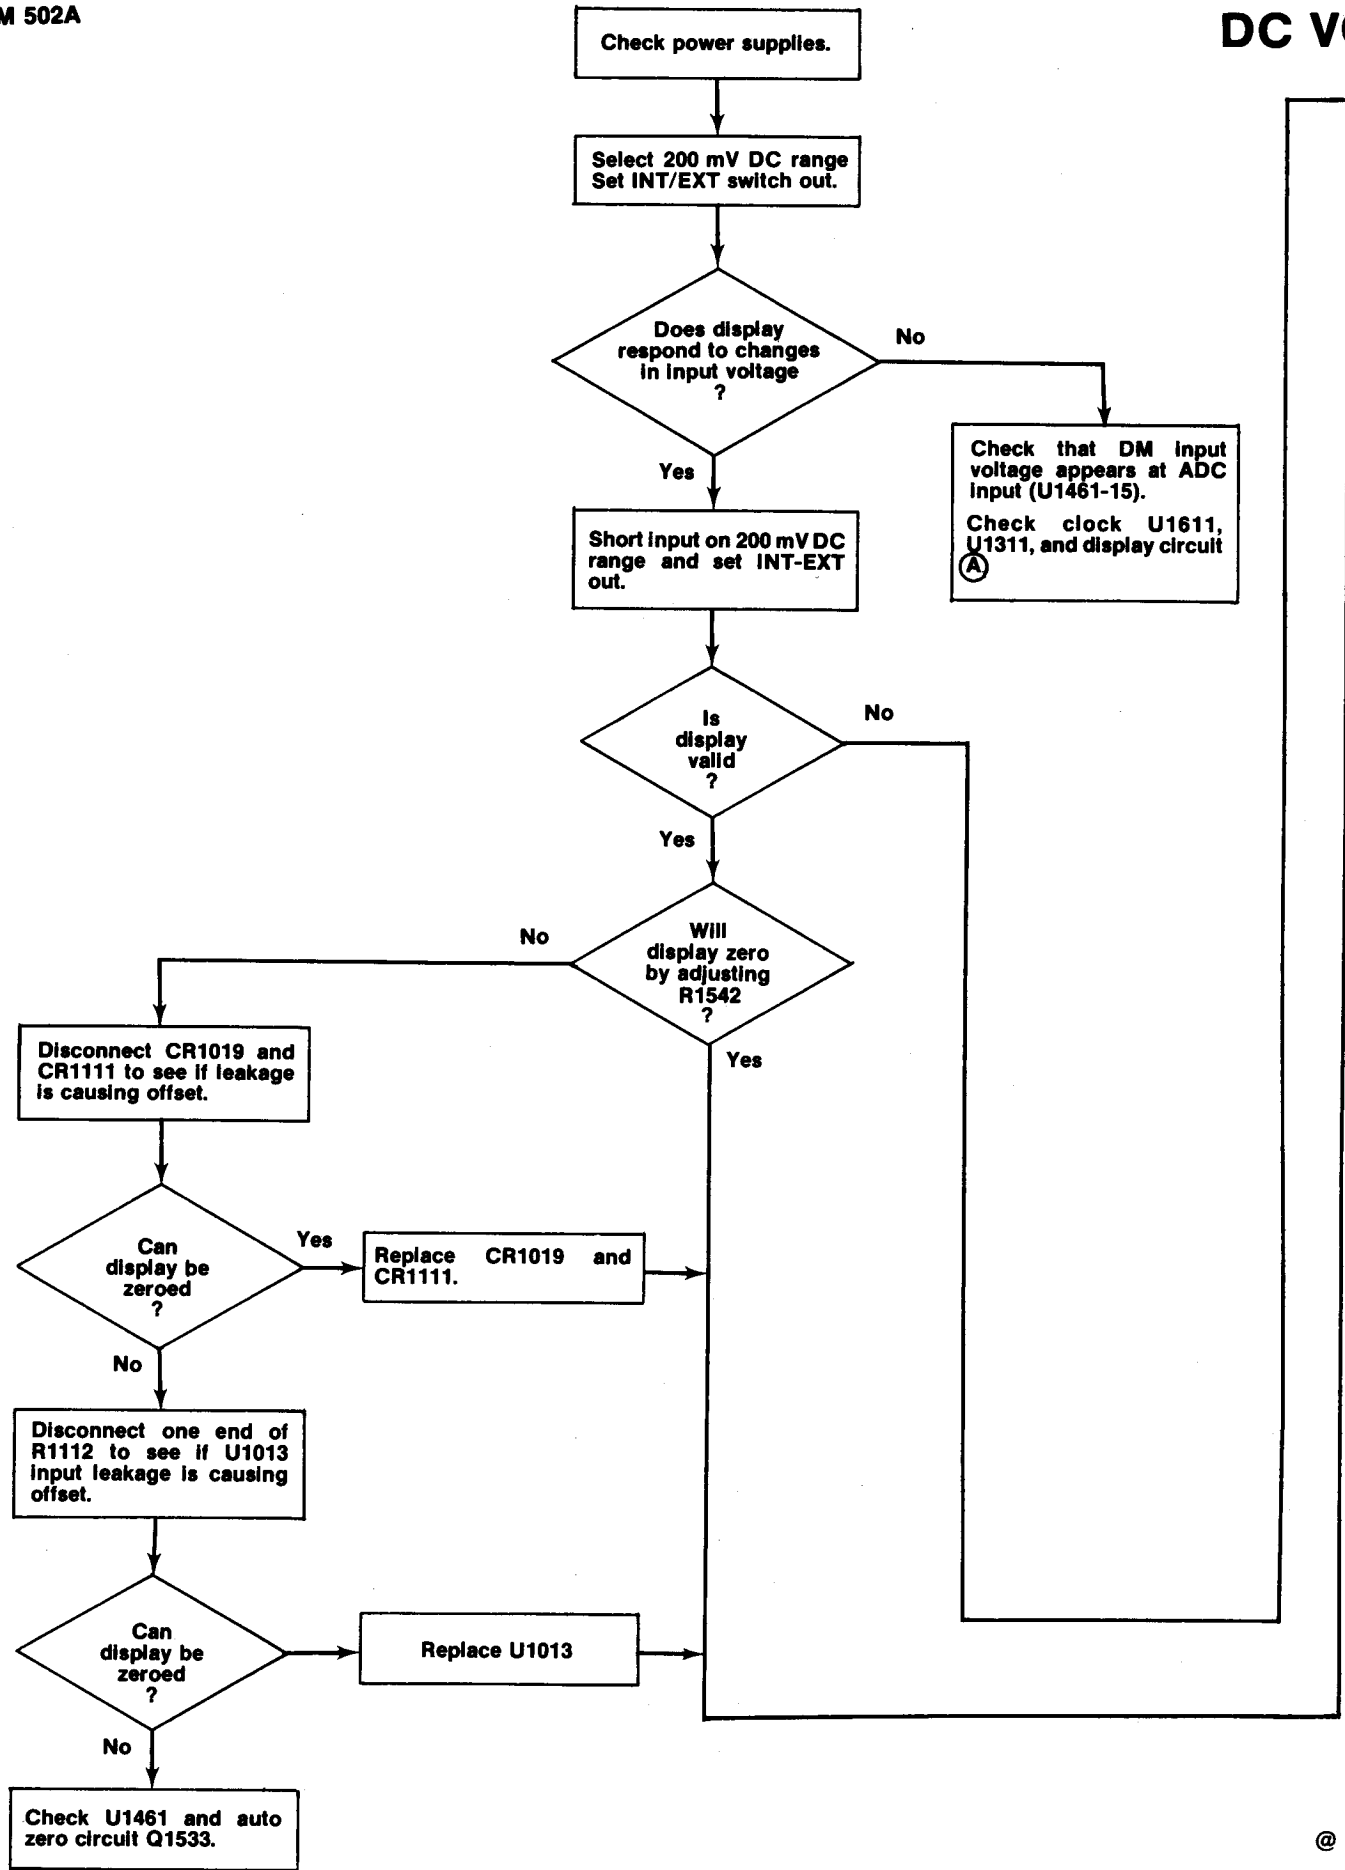 M 502A
DC V
Check power supplies.
Select 200 mV DC range
Set INT/EXT switch out.
Does display
respond to changes
in input voltage
?
No
Yes
Check that DM input
voltage appears at ADC
input (U1461-15).
Check clock U1611,
U1311, and display circuit
A
Short input on 200 mV DC
range and set INT-EXT
out.
Is
display
valid
?
No
Yes
Will
display zero
by adjusting
R1542
?
No
Yes
Disconnect CR1019 and
CR1111 to see if leakage
is causing offset.
Can
display be
zeroed
?
Yes
Replace CR1019 and
CR1111.
No
Disconnect one end of
R1112 to see if U1013
input leakage is causing
offset.
Can
display be
zeroed
?
Replace U1013
No
Check U1461 and auto
zero circuit Q1533.
@